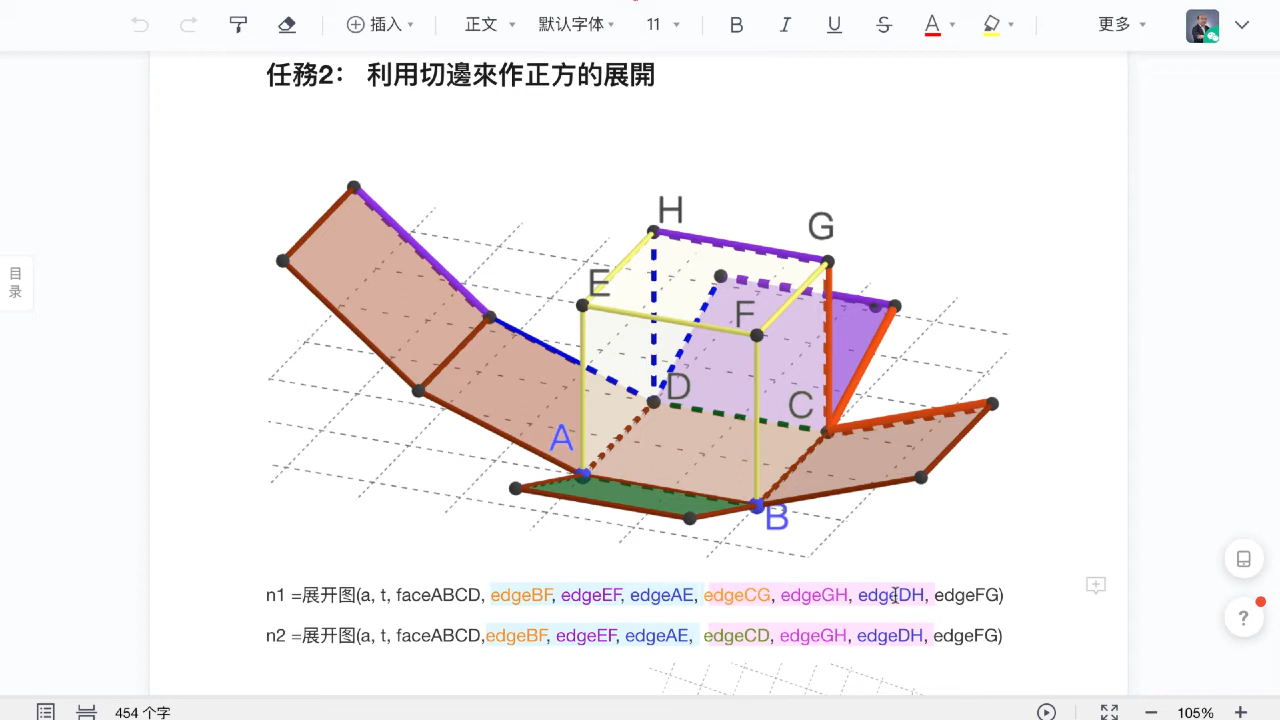 插入 正文 默认字体 11 B I U S A 更多
任務2： 利用切邊來作正方的展開
目
录
H
G
E
F
D
C
A
B
n1 =展开图(a, t, faceABCD, edgeBF, edgeEF, edgeAE, edgeCG, edgeGH, edgeDH, edgeFG)
n2 =展开图(a, t, faceABCD,edgeBF, edgeEF, edgeAE, edgeCD, edgeGH, edgeDH, edgeFG)
?
454 个字 105%